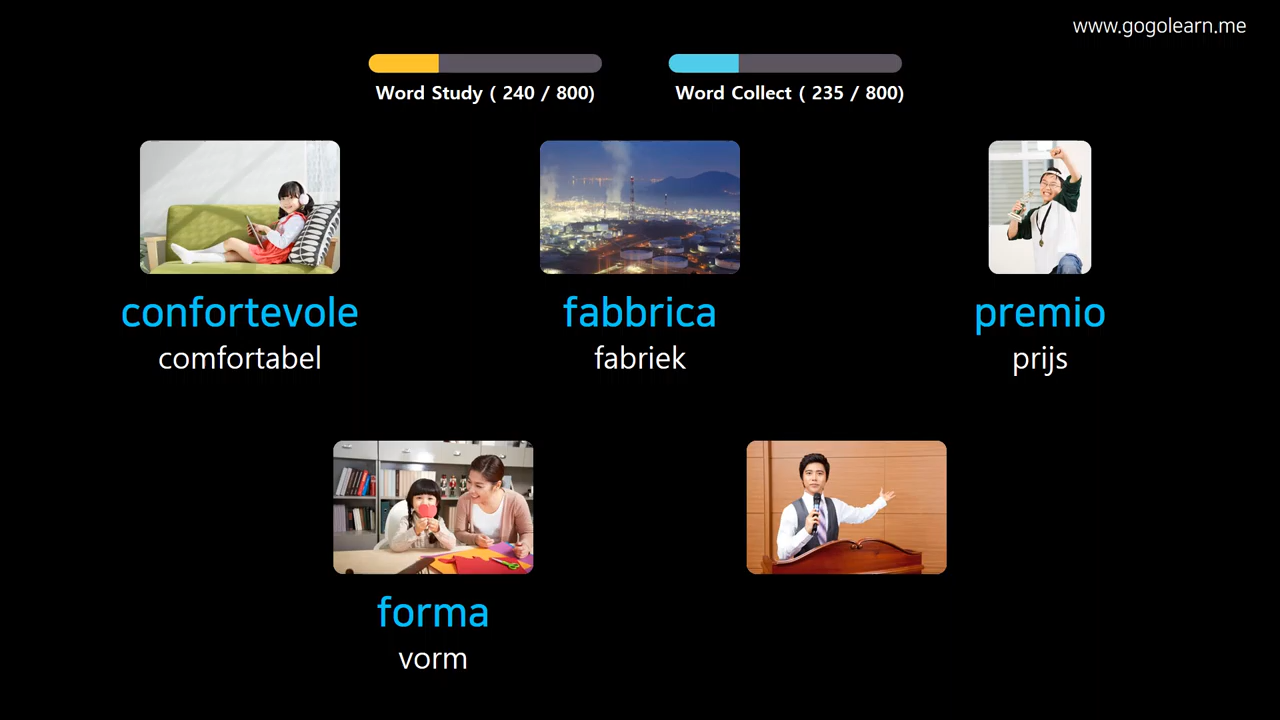 www.gogolearn.me
Word Study ( 240 / 800)
Word Collect ( 235 / 800)
confortevole
comfortabel
fabbrica
fabriek
premio
prijs
forma
vorm